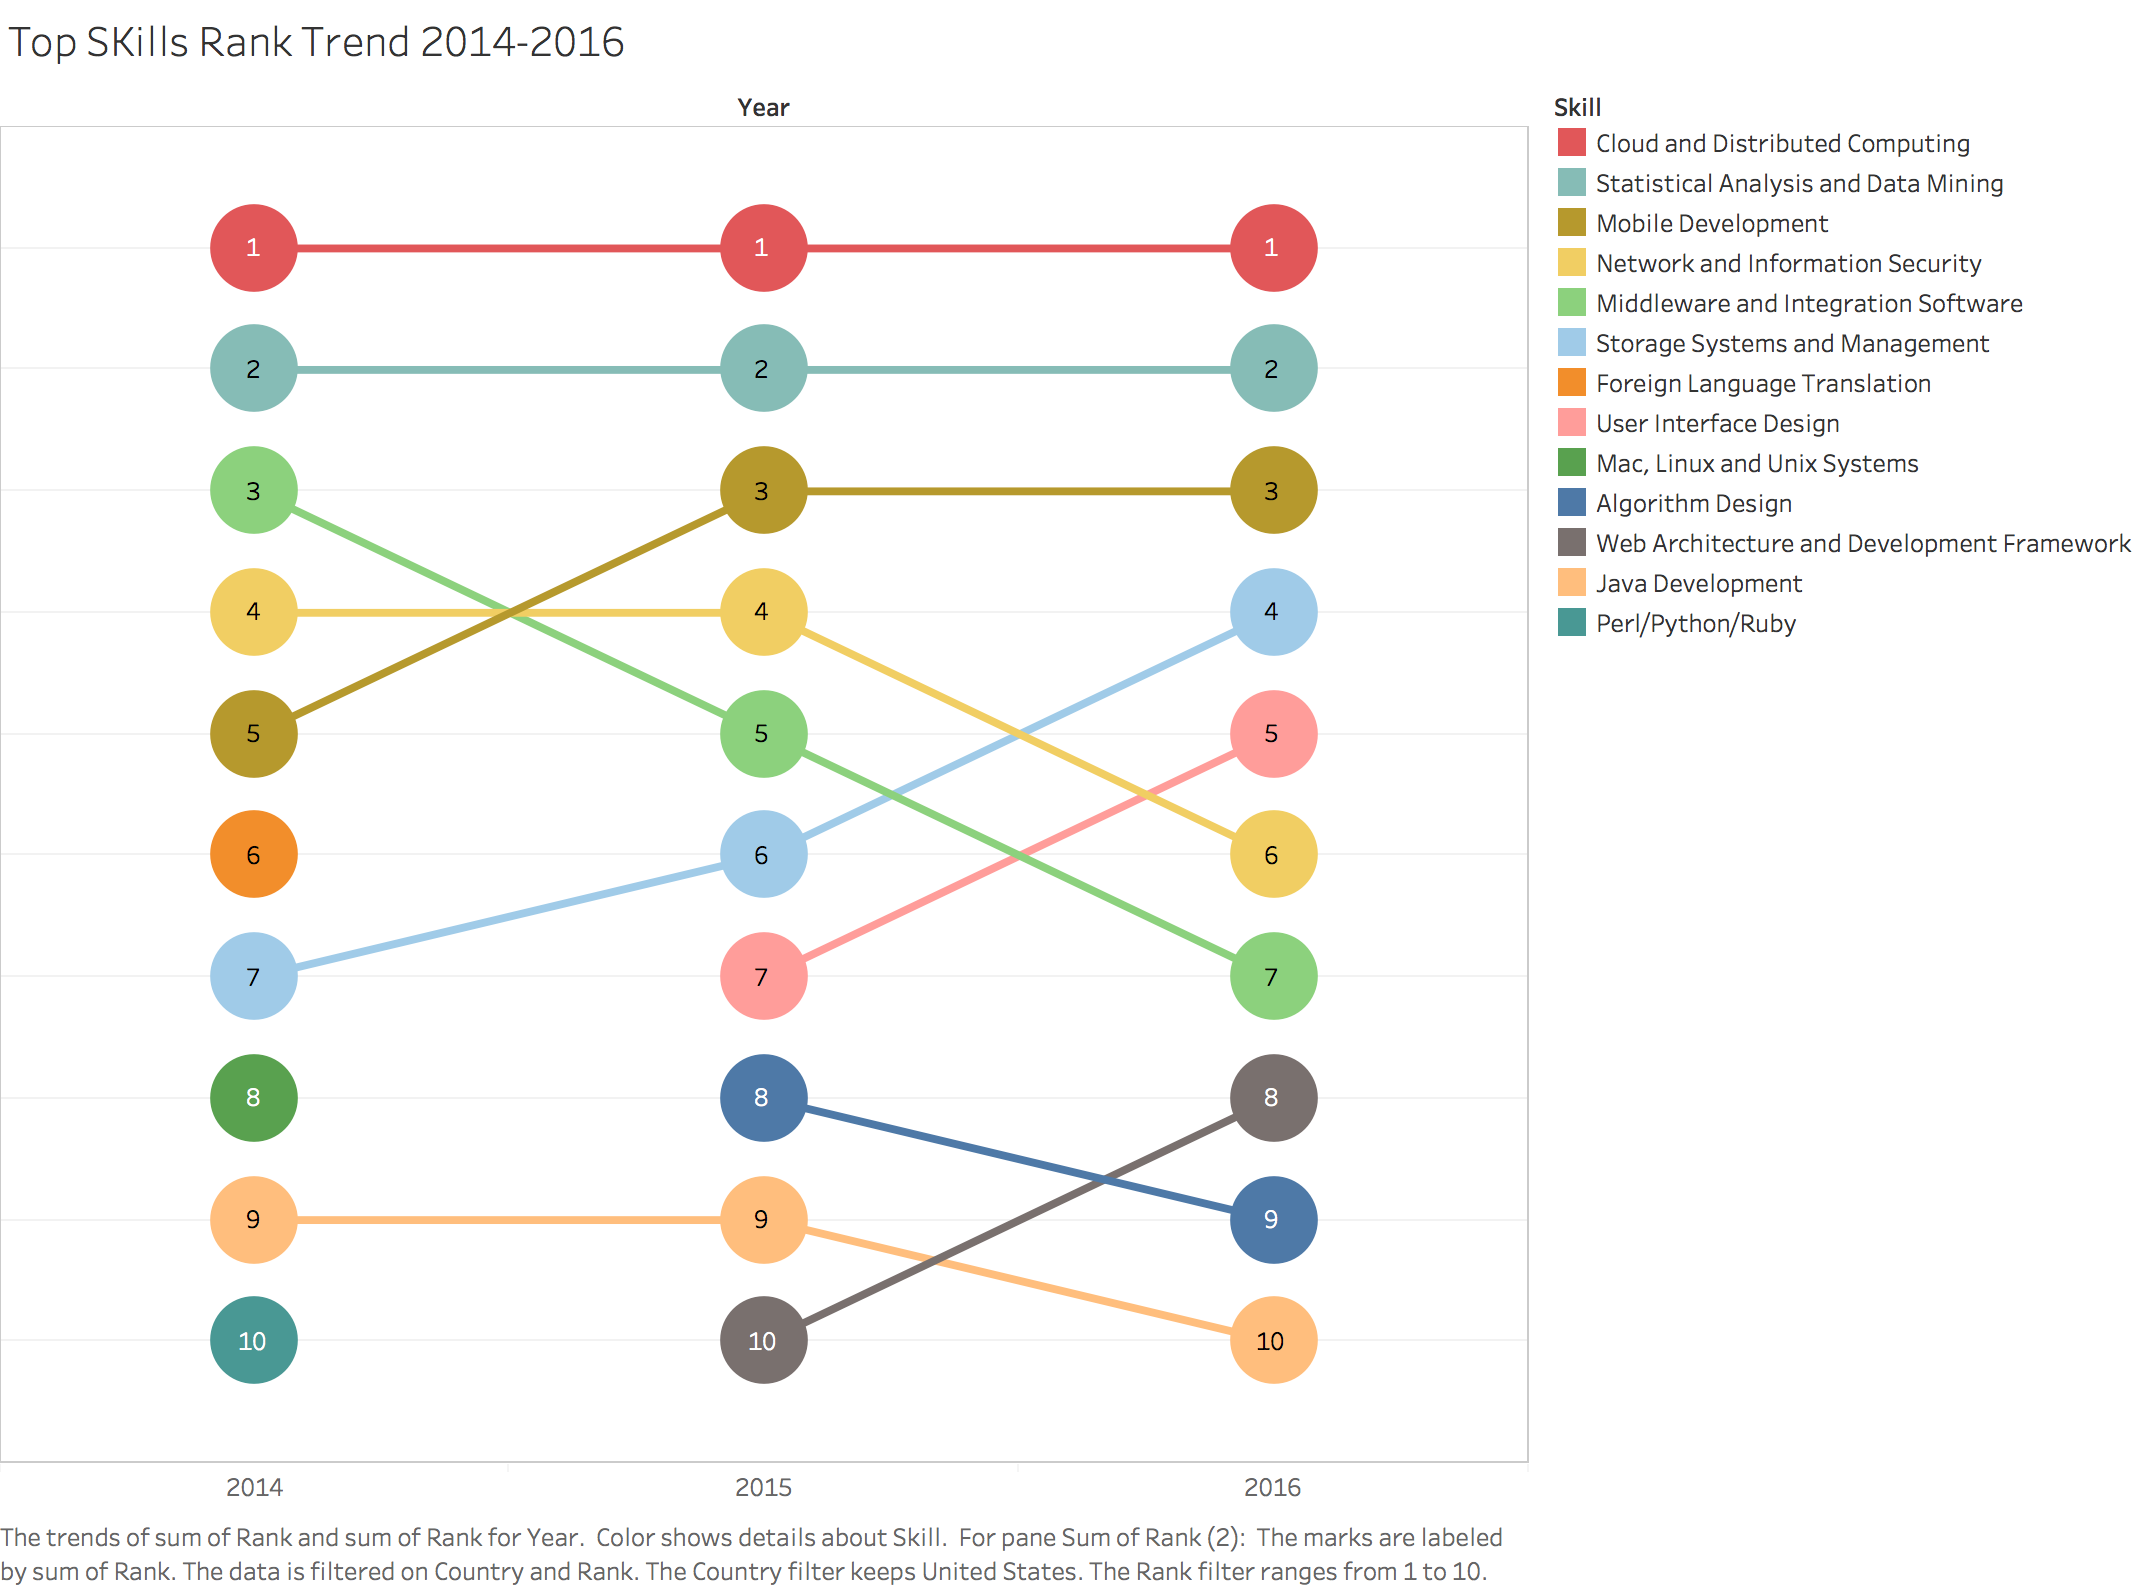 Top SKills Rank Trend 2014-2016
Year
Skill
Cloud and Distributed Computing
Statistical Analysis and Data Mining
Mobile Development
Network and Information Security
Middleware and Integration Software
Storage Systems and Management
Foreign Language Translation
User Interface Design
Mac, Linux and Unix Systems
Algorithm Design
Web Architecture and Development Framework
Java Development
Perl/Python/Ruby
1 1 1
2 2 2
3 3 3
4 4 4
5 5 5
6 6 6
7 7 7
8 8 8
9 9 9
10 10 10
2014 2015 2016
The trends of sum of Rank and sum of Rank for Year.  Color shows details about Skill.  For pane Sum of Rank (2):  The marks are labeled
by sum of Rank. The data is filtered on Country and Rank. The Country filter keeps United States. The Rank filter ranges from 1 to 10.